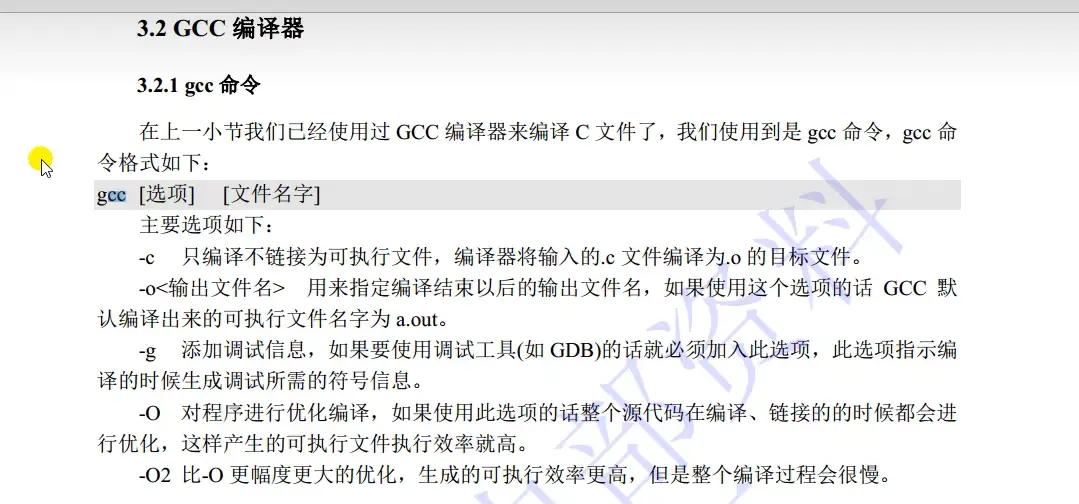 3.2 GCC 编译器
3.2.1 gcc 命令
在上一小节我们已经使用过 GCC 编译器来编译 C 文件了，我们使用到是 gcc 命令，gcc 命
令格式如下：
gcc [选项] [文件名字]
主要选项如下：
-c 只编译不链接为可执行文件，编译器将输入的.c 文件编译为.o 的目标文件。
-o<输出文件名> 用来指定编译结束以后的输出文件名，如果使用这个选项的话 GCC 默
认编译出来的可执行文件名字为 a.out。
-g 添加调试信息，如果要使用调试工具(如 GDB)的话就必须加入此选项，此选项指示编
译的时候生成调试所需的符号信息。
-O 对程序进行优化编译，如果使用此选项的话整个源代码在编译、链接的的时候都会进
行优化，这样产生的可执行文件执行效率就高。
-O2 比-O 更幅度更大的优化，生成的可执行效率更高，但是整个编译过程会很慢。
部资料